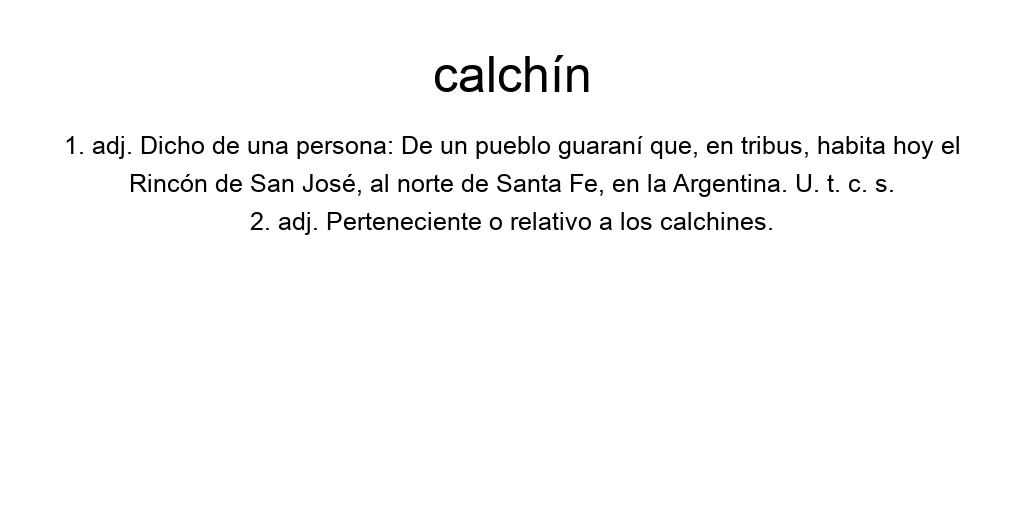 calchín
1. adj. Dicho de una persona: De un pueblo guaraní que, en tribus, habita hoy el
Rincón de San José, al norte de Santa Fe, en la Argentina. U. t. c. s.
2. adj. Perteneciente o relativo a los calchines.